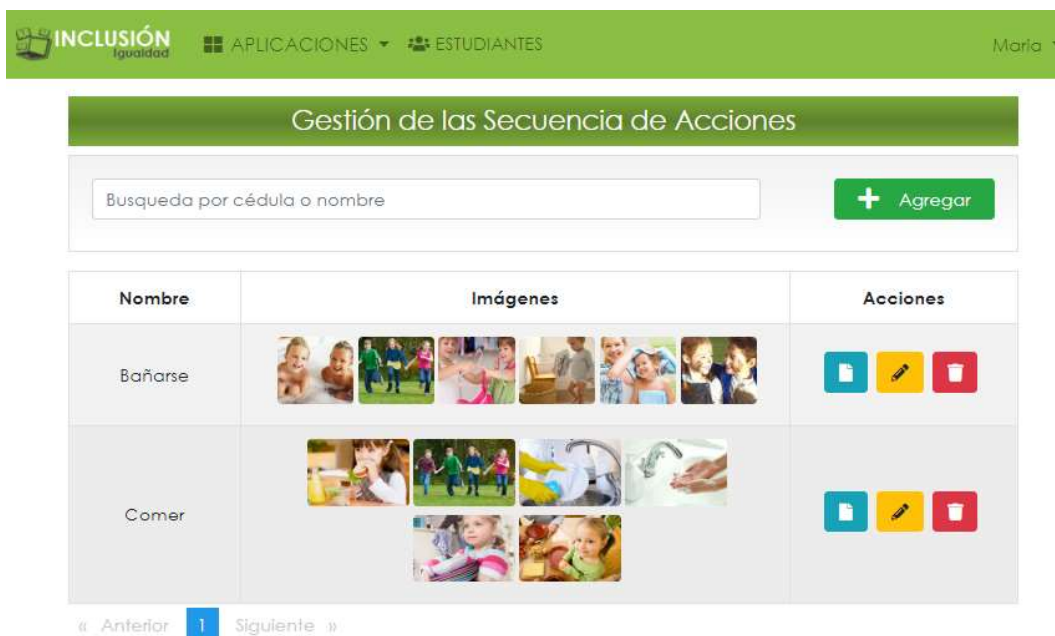 INCLUSIÓN
Igualdad
APLICACIONES
ESTUDIANTES
Maria
Gestión de las Secuencia de Acciones
Busqueda por cédula o nombre
+ Agregar
Nombre Imágenes Acciones
Bañarse
Comer
« Anterior 1 Siguiente »